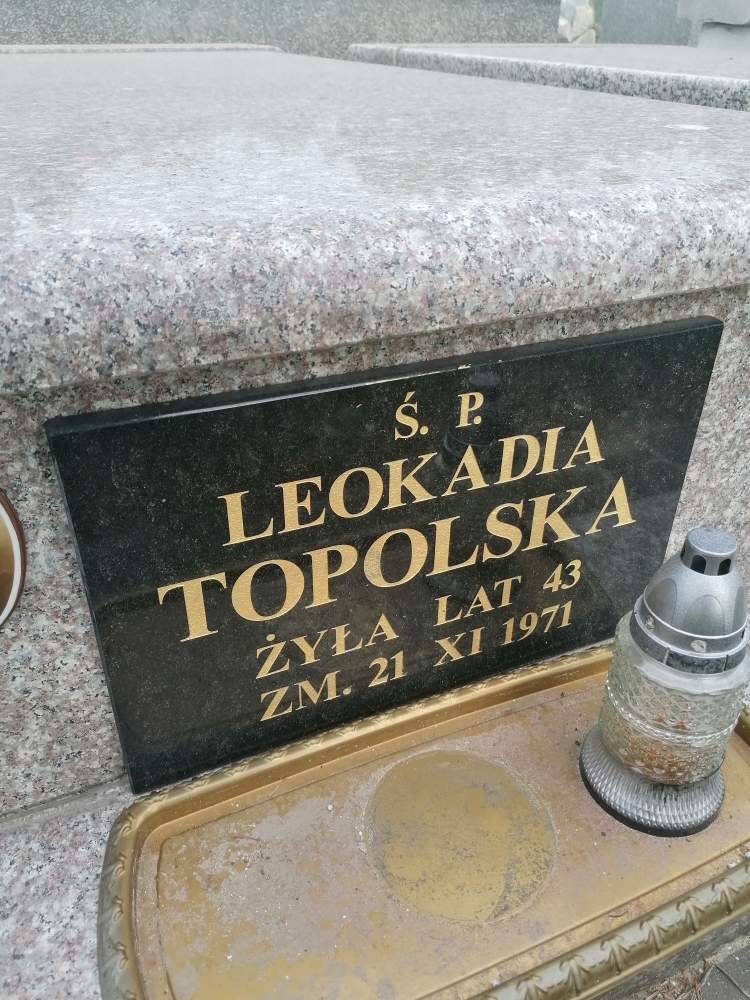 Ś. P.
LEOKADIA
TOPOLSKA
ŻYŁA LAT 43
ZM. 21 XI 1971